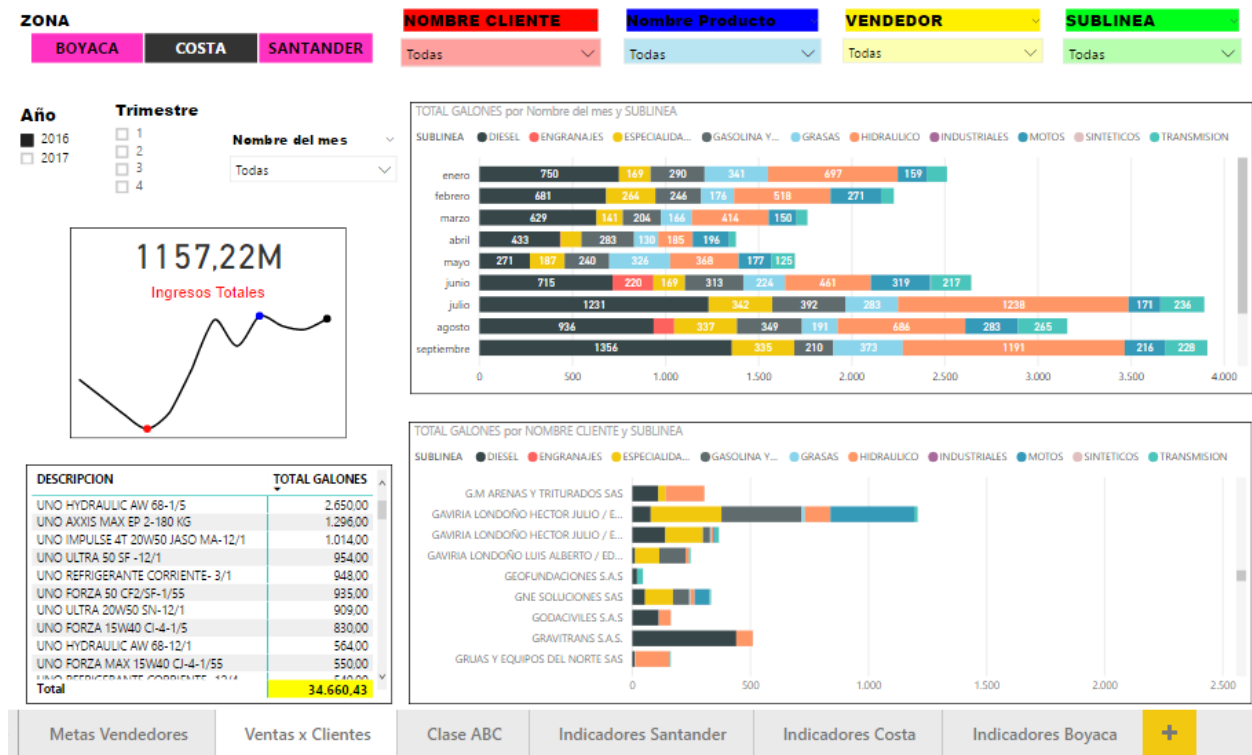 ZONA
BOYACA COSTA SANTANDER
NOMBRE CLIENTE
Todas
Nombre Producto
Todas
VENDEDOR
Todas
SUBLINEA
Todas
Año
2016
2017
Trimestre
1
2
3
4
Nombre del mes
Todas
1157,22M
Ingresos Totales
TOTAL GALONES por Nombre del mes y SUBLINEA
SUBLINEA DIESEL ENGRANAJES ESPECIALIDA... GASOLINA Y... GRASAS HIDRAULICO INDUSTRIALES MOTOS SINTETICOS TRANSMISION
enero 750 169 290 341 697 159
febrero 681 264 246 176 518 271
marzo 629 141 204 166 414 150
abril 433 283 130 185 196
mayo 271 187 240 326 368 177 125
junio 715 220 169 313 224 461 319 217
julio 1231 342 392 283 1238 171 236
agosto 936 337 349 191 686 283 265
septiembre 1356 335 210 373 1191 216 228
0 500 1.000 1.500 2.000 2.500 3.000 3.500 4.000
DESCRIPCION TOTAL GALONES
UNO HYDRAULIC AW 68-1/5 2.650,00
UNO AXXIS MAX EP 2-180 KG 1.296,00
UNO IMPULSE 4T 20W50 JASO MA-12/1 1.014,00
UNO ULTRA 50 SF -12/1 954,00
UNO REFRIGERANTE CORRIENTE- 3/1 948,00
UNO FORZA 50 CF2/SF-1/55 935,00
UNO ULTRA 20W50 SN-12/1 909,00
UNO FORZA 15W40 CI-4-1/5 830,00
UNO HYDRAULIC AW 68-12/1 564,00
UNO FORZA MAX 15W40 CJ-4-1/55 550,00
Total 34.660,43
TOTAL GALONES por NOMBRE CLIENTE y SUBLINEA
SUBLINEA DIESEL ENGRANAJES ESPECIALIDA... GASOLINA Y... GRASAS HIDRAULICO INDUSTRIALES MOTOS SINTETICOS TRANSMISION
G.M ARENAS Y TRITURADOS SAS
GAVIRIA LONDOÑO HECTOR JULIO / E...
GAVIRIA LONDOÑO HECTOR JULIO / E...
GAVIRIA LONDOÑO LUIS ALBERTO / ED...
GEOFUNDACIONES S.A.S
GNE SOLUCIONES SAS
GODACIVILES S.A.
GRAVITRANS S.A.S.
GRUAS Y EQUIPOS DEL NORTE SAS
0 500 1.000 1.500 2.000 2.500
Metas Vendedores Ventas x Clientes Clase ABC Indicadores Santander Indicadores Costa Indicadores Boyaca +